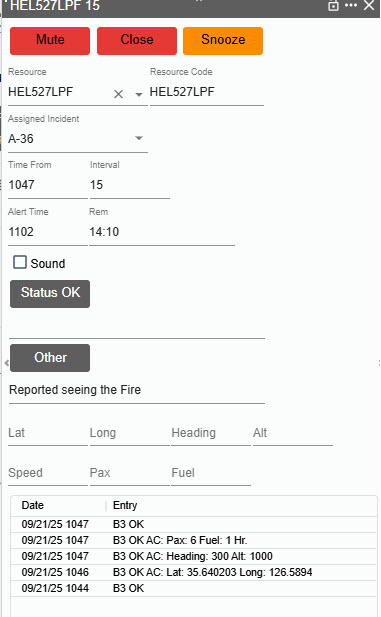 HEL527LPF 15
Mute Close Snooze
Resource Resource Code
HEL527LPF HEL527LPF
Assigned Incident
A-36
Time From Interval
1047 15
Alert Time Rem
1102 14:10
Sound
Status OK
Other
Reported seeing the Fire
Lat Long Heading Alt
Speed Pax Fuel
Date Entry
09/21/25 1047 B3 OK
09/21/25 1047 B3 OK AC: Pax: 6 Fuel: 1 Hr.
09/21/25 1047 B3 OK AC: Heading: 300 Alt: 1000
09/21/25 1046 B3 OK AC: Lat: 35.640203 Long: 126.5894
09/21/25 1044 B3 OK